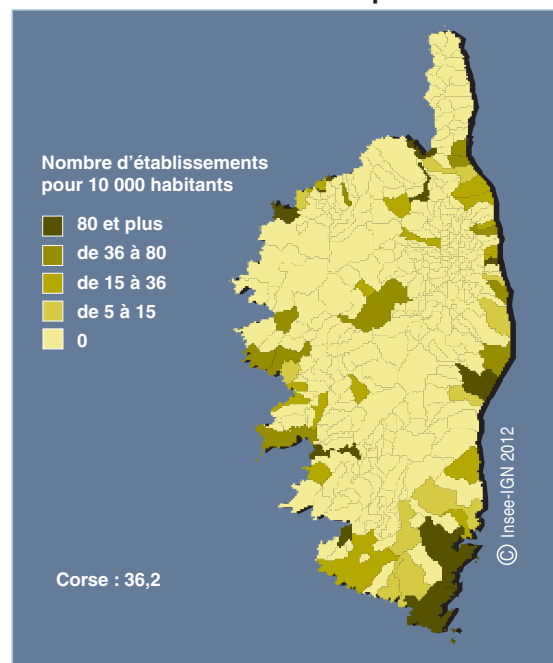 Nombre d'établissements
pour 10 000 habitants
80 et plus
de 36 à 80
de 15 à 36
de 5 à 15
0
Corse : 36,2
© Insee-IGN 2012